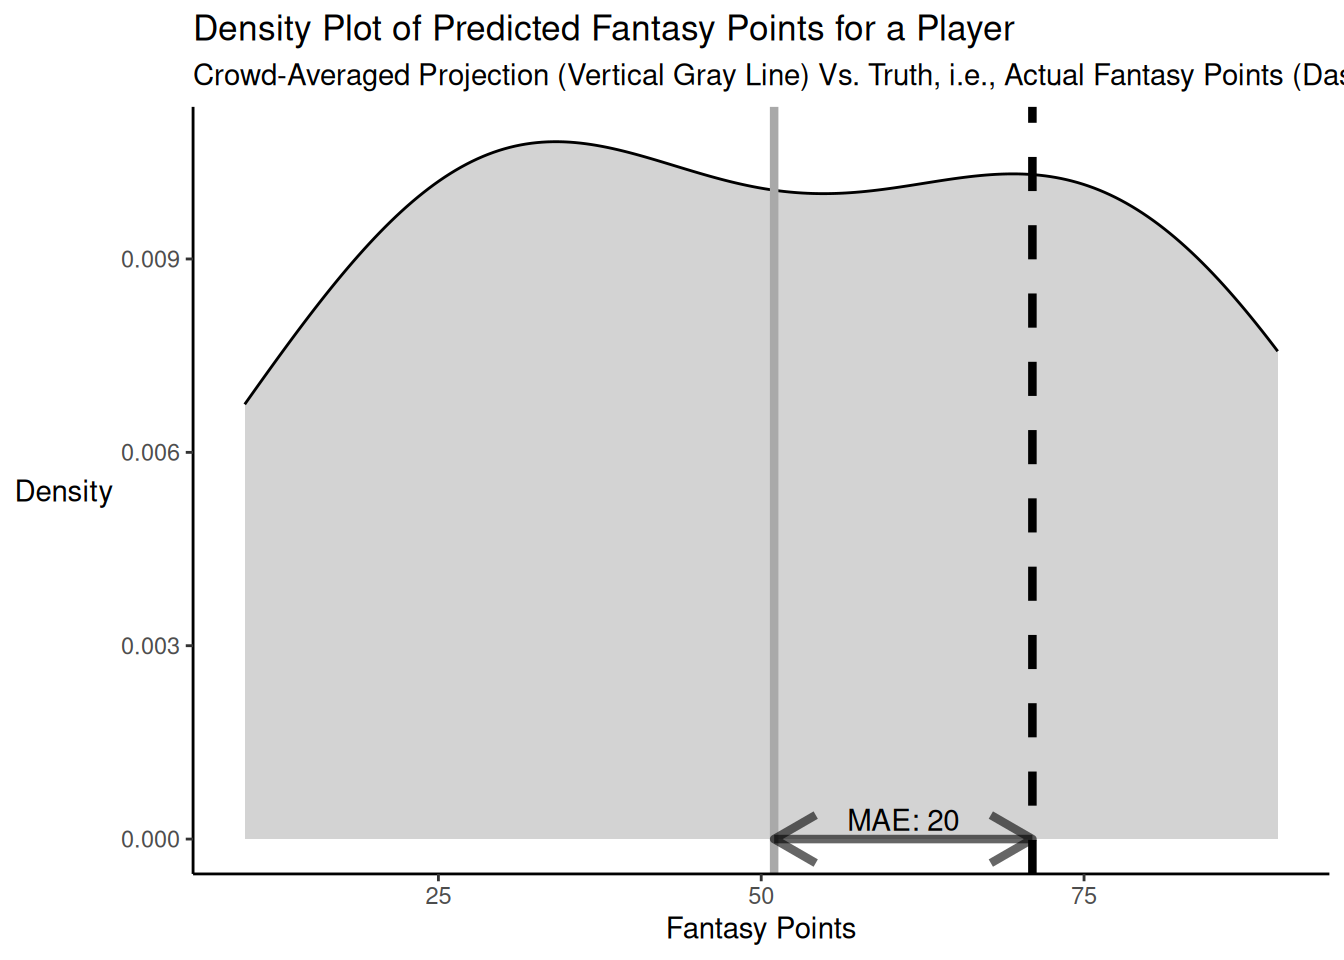 Density Plot of Predicted Fantasy Points for a Player
Crowd-Averaged Projection (Vertical Gray Line) Vs. Truth, i.e., Actual Fantasy Points (Das
0.009
0.006
Density
0.003
MAE: 20
0.000
25 50 75
Fantasy Points